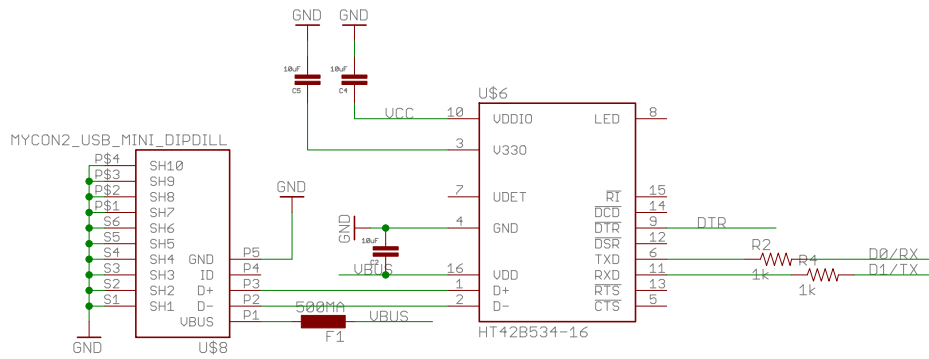 GND GND
10uF 10uF
C5 C4
U$6
VCC 10 VDDIO LED 8
MYCON2_USB_MINI_DIPDILL
3 V33O
P$4 SH10
P$3 SH9
P$2 SH8
P$1 SH7
S6 SH6
S5 SH5
S4 SH4 GND P5
S3 SH3 ID P4
S2 SH2 D+ P3
S1 SH1 D- P2
VBUS P1
GND
U$8
GND
7 UDET RI 15
DCD 14
GND 4 GND DTR 9 DTR
10uF
C2
DSR 12
TXD 6 R2 1k D0/RX
VBUS 16 VDD RXD 11 R4 1k D1/TX
1 D+ RTS 13
2 D- CTS 5
500MA VBUS
F1
HT42B534-16